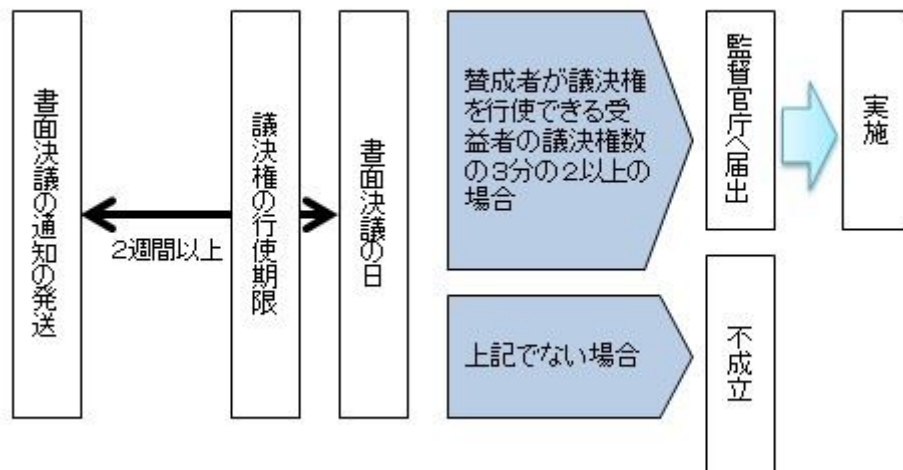 書面決議の通知の発送
2週間以上
議決権の行使期限
書面決議の日
賛成者が議決権
を行使できる受
益者の議決権数
の3分の2以上の
場合
監督官庁へ届出
実施
上記でない場合
不成立